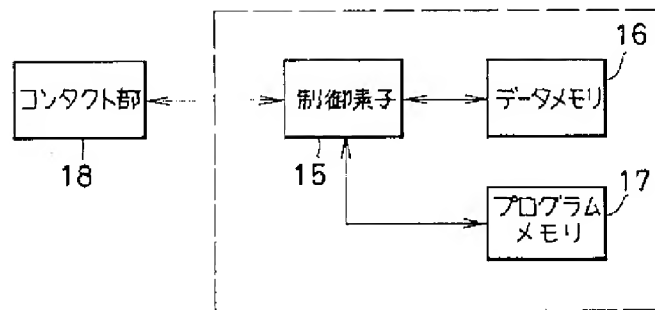 コンタクト部
18
制御素子
15
データメモリ
16
プログラム
メモリ
17